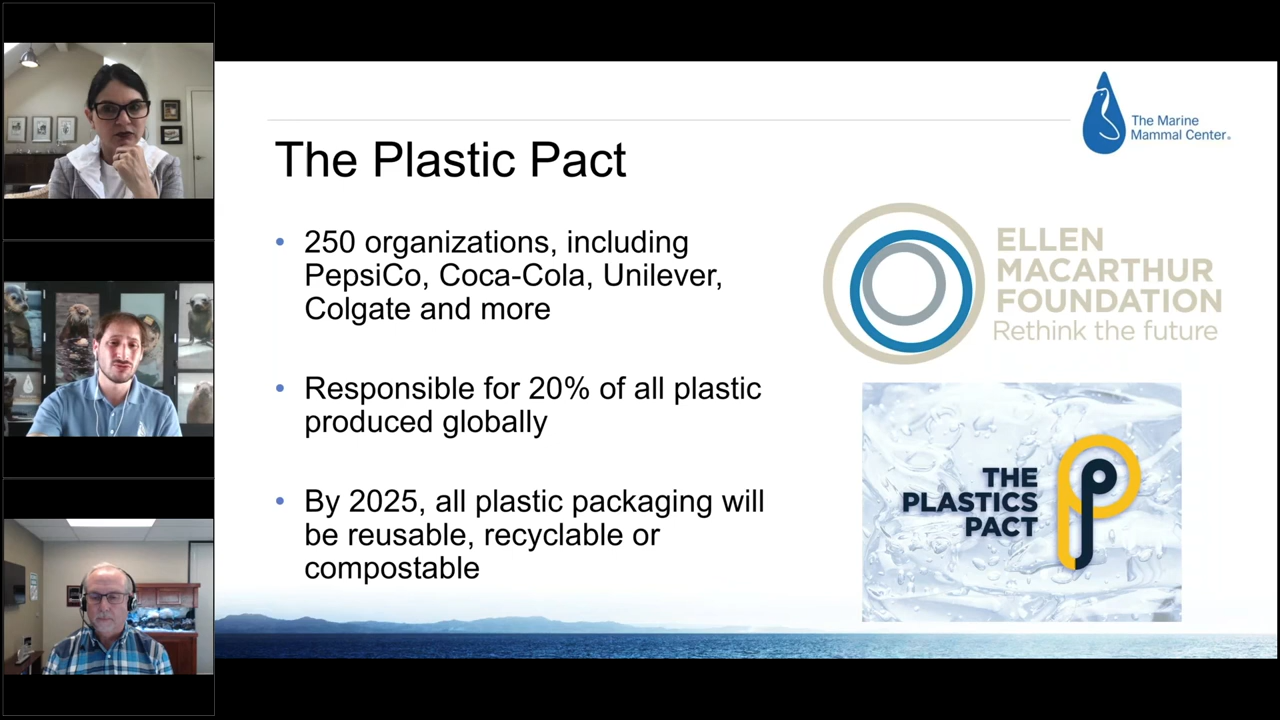 The Marine
Mammal Center.
The Plastic Pact
• 250 organizations, including
PepsiCo, Coca-Cola, Unilever,
Colgate and more
• Responsible for 20% of all plastic
produced globally
• By 2025, all plastic packaging will
be reusable, recyclable or
compostable
ELLEN
MACARTHUR
FOUNDATION
Rethink the future
THE
PLASTICS
PACT